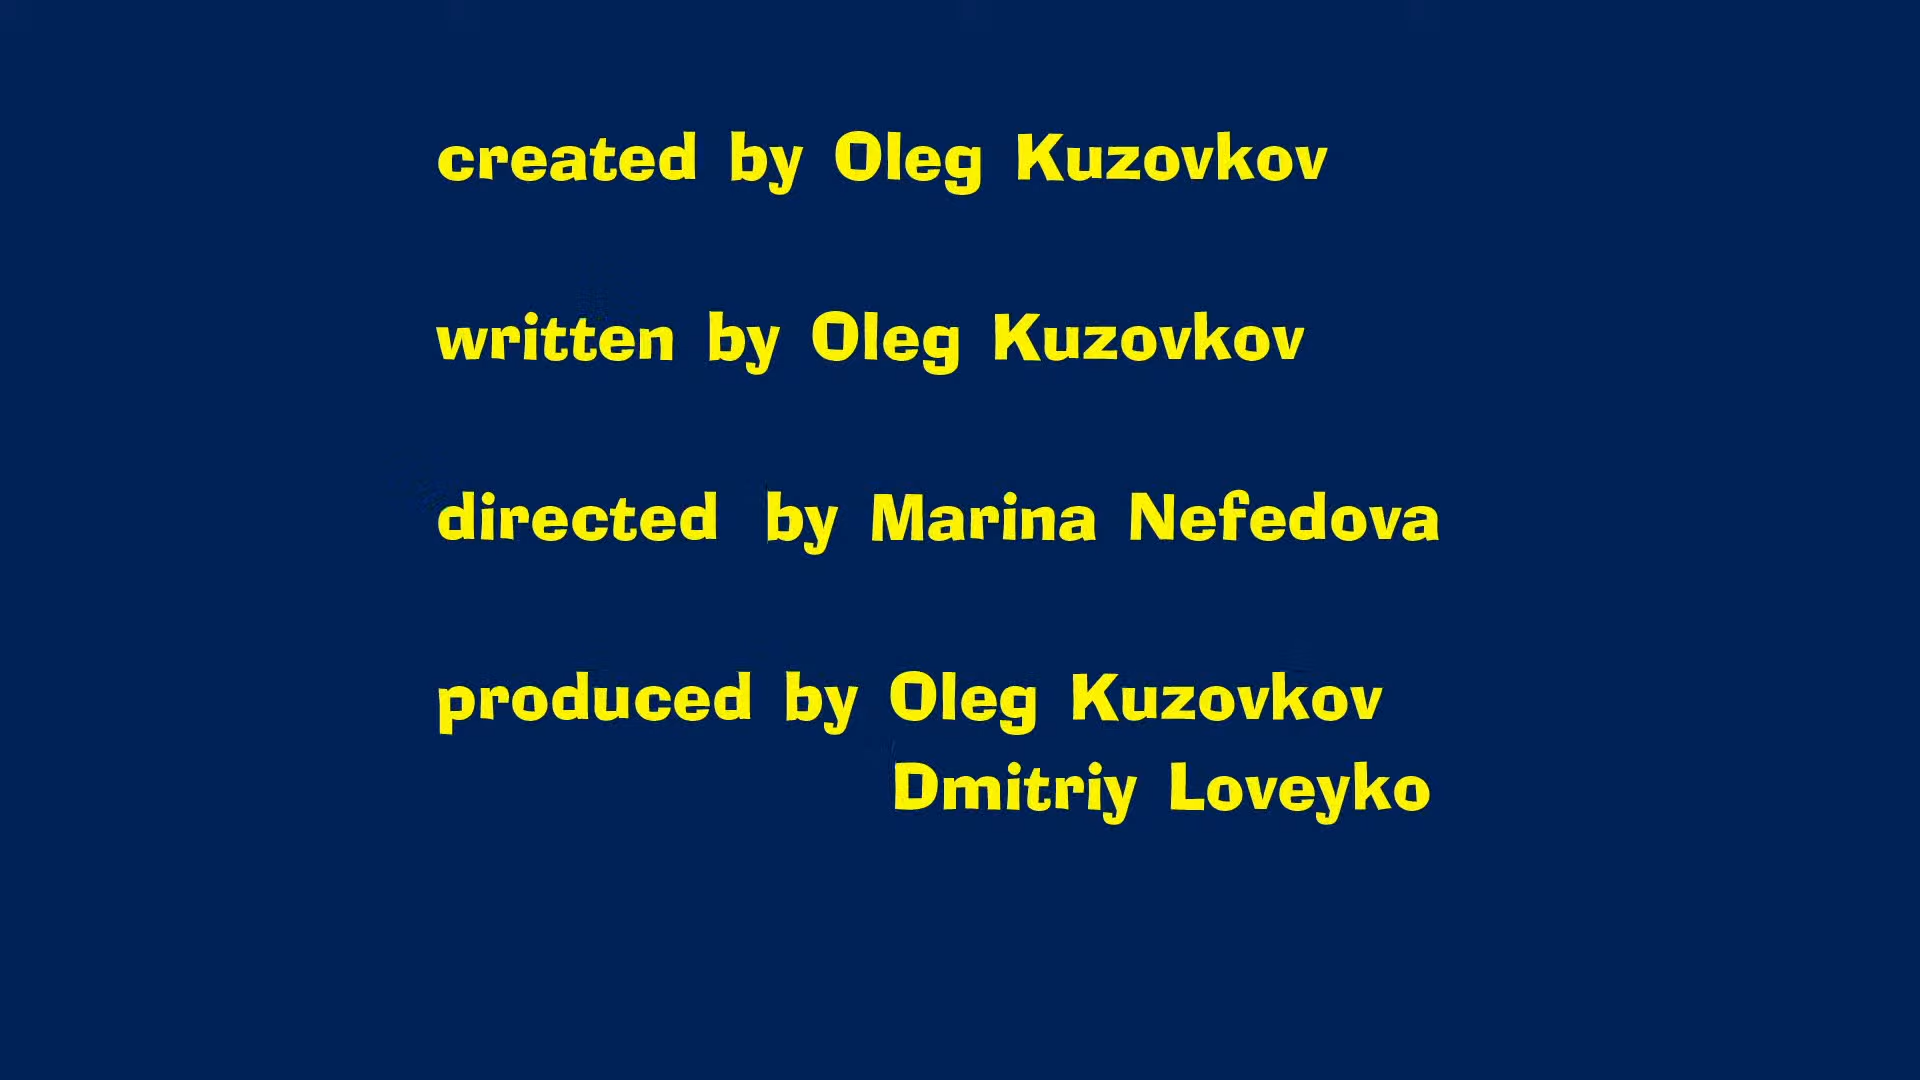 created by Oleg Kuzovkov
written by Oleg Kuzovkov
directed by Marina Nefedova
produced by Oleg Kuzovkov
Dmitriy Loveyko